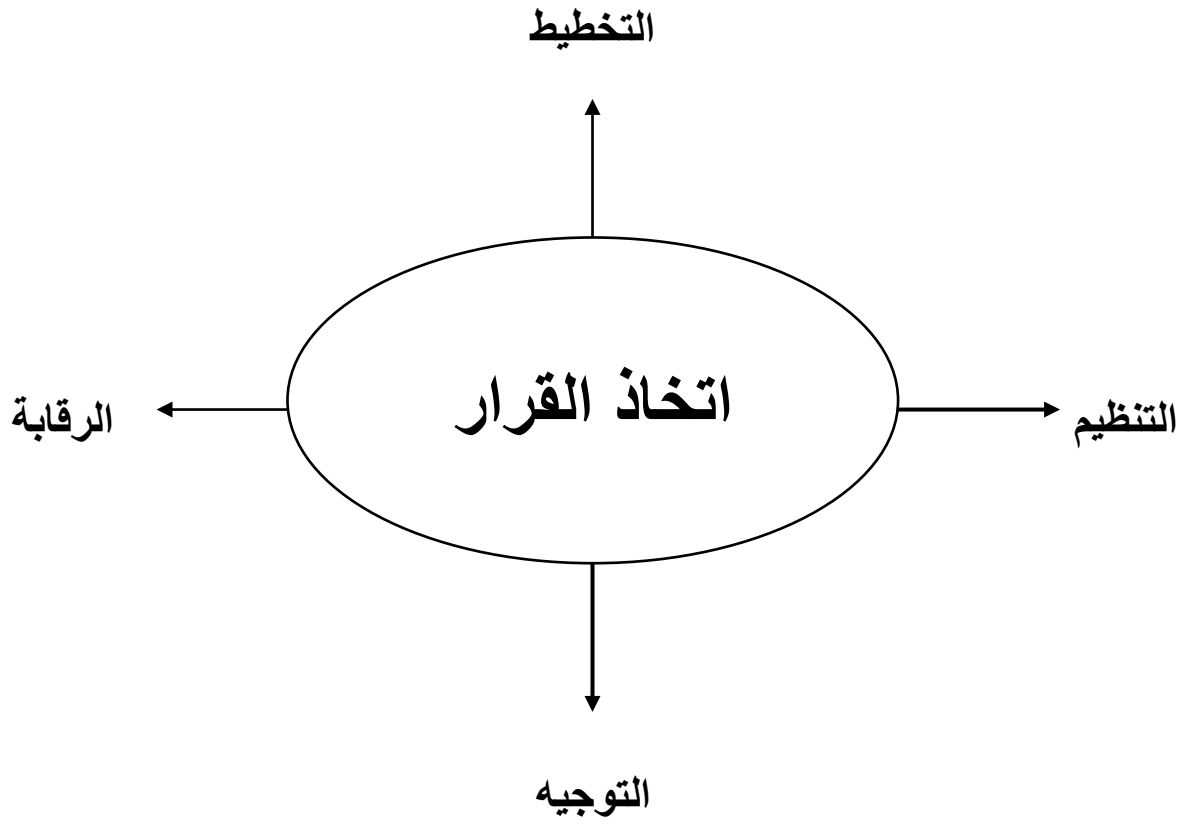 التخطيط
اتخاذ القرار
التنظيم
الرقابة
التوجيه